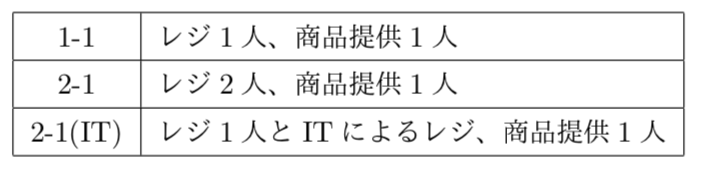 1-1 レジ 1 人、商品提供 1 人
2-1 レジ 2 人、商品提供 1 人
2-1(IT) レジ 1 人と IT によるレジ、商品提供 1 人